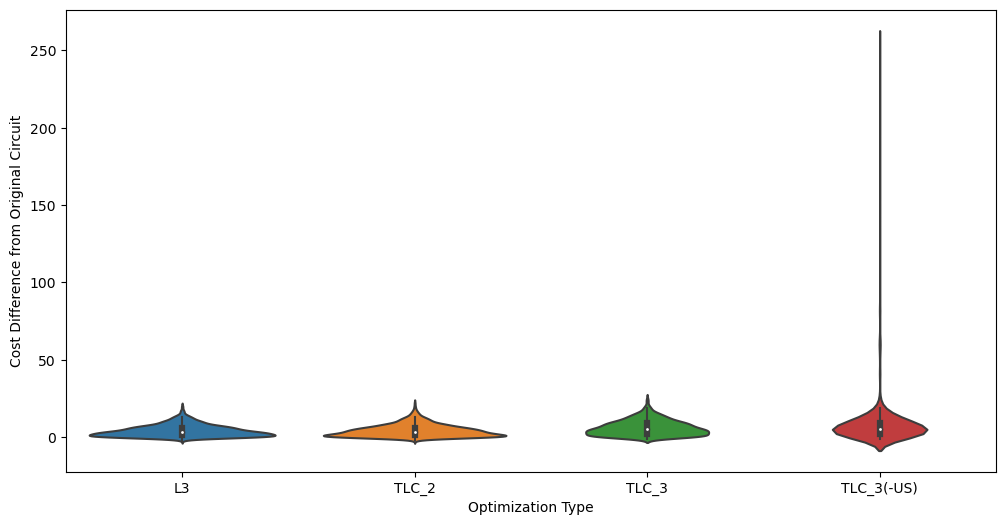 Cost Difference from Original Circuit
250
200
150
100
50
0
L3
TLC_2
TLC_3
TLC_3(-US)
Optimization Type